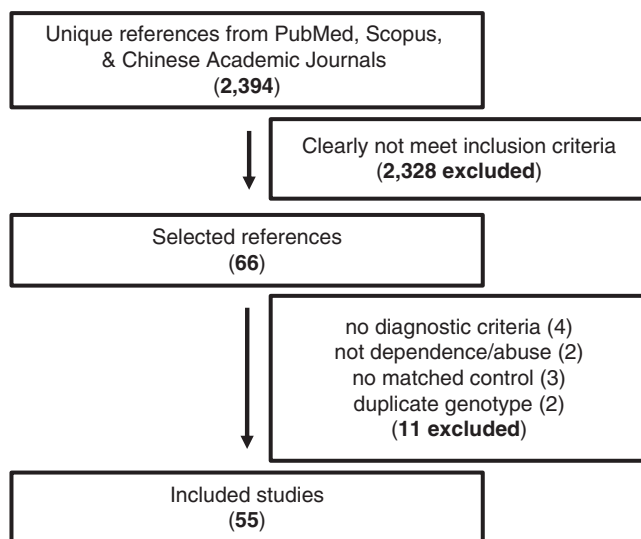 Unique references from PubMed, Scopus,
& Chinese Academic Journals
(2,394)
Clearly not meet inclusion criteria
(2,328 excluded)
Selected references
(66)
no diagnostic criteria (4)
not dependence/abuse (2)
no matched control (3)
duplicate genotype (2)
(11 excluded)
Included studies
(55)